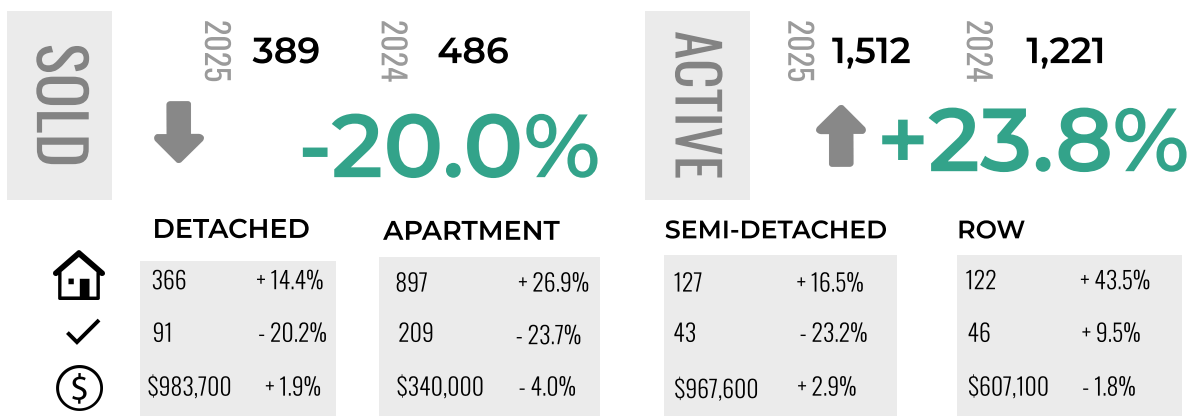 SOLD
2025 389 2024 486
-20.0%
ACTIVE
2025 1,512 2024 1,221
+23.8%
DETACHED
366 + 14.4%
91 - 20.2%
$983,700 + 1.9%
APARTMENT
897 + 26.9%
209 - 23.7%
$340,000 - 4.0%
SEMI-DETACHED
127 + 16.5%
43 - 23.2%
$967,600 + 2.9%
ROW
122 + 43.5%
46 + 9.5%
$607,100 - 1.8%
$